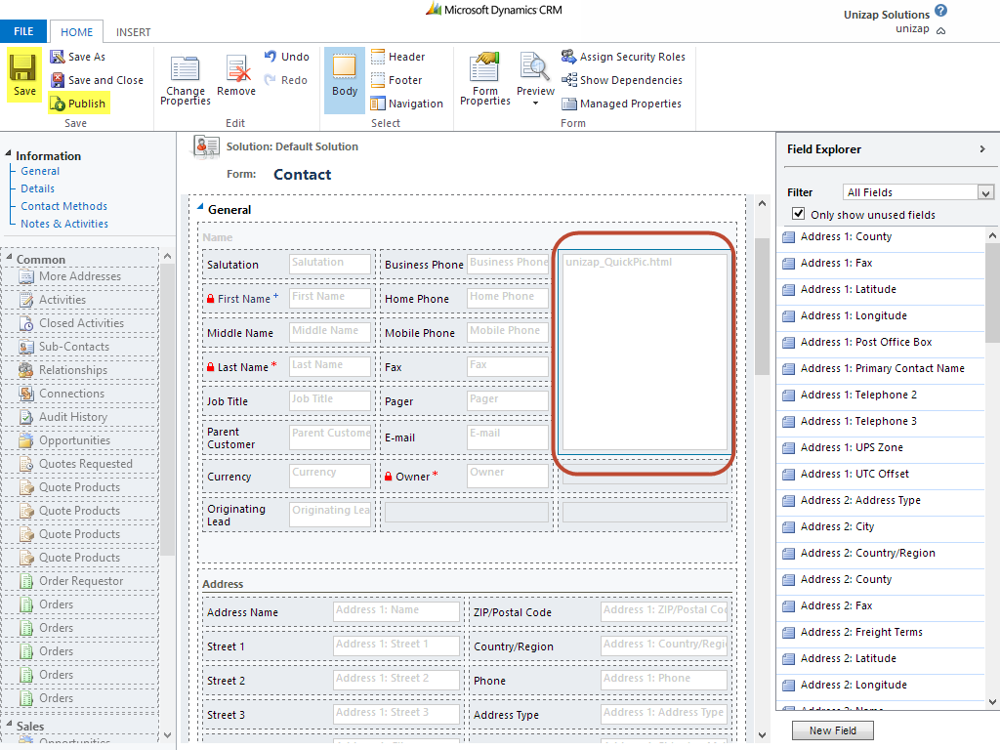 Microsoft Dynamics CRM
Unizap Solutions
unizap
FILE
HOME
INSERT
Save
Save As
Save and Close
Publish
Save
Change
Properties
Remove
Undo
Redo
Edit
Body
Header
Footer
Navigation
Select
Form
Properties
Preview
Assign Security Roles
Show Dependencies
Managed Properties
Form
Information
General
Details
Contact Methods
Notes & Activities
Common
More Addresses
Activities
Closed Activities
Sub-Contacts
Relationships
Connections
Audit History
Opportunities
Quotes Requested
Quote Products
Quote Products
Quote Products
Quote Products
Order Requestor
Orders
Orders
Orders
Orders
Orders
Sales
Opportunities
Solution: Default Solution
Form: Contact
General
Name
Salutation Salutation Business Phone Business Phone unizap_QuickPic.html
First Name + First Name Home Phone Home Phone
Middle Name Middle Name Mobile Phone Mobile Phone
Last Name * Last Name Fax Fax
Job Title Job Title Pager Pager
Parent
Customer Parent Custome E-mail E-mail
Currency Currency Owner * Owner
Originating
Lead Originating Lea
Address
Address Name Address 1: Name ZIP/Postal Code Address 1: ZIP/Postal Co
Street 1 Address 1: Street 1 Country/Region Address 1: Country/Regi
Street 2 Address 1: Street 2 Phone Address 1: Phone
Street 3 Address 1: Street 3 Address Type Address 1: Address Type
Field Explorer
Filter All Fields
Only show unused fields
Address 1: County
Address 1: Fax
Address 1: Latitude
Address 1: Longitude
Address 1: Post Office Box
Address 1: Primary Contact Name
Address 1: Telephone 2
Address 1: Telephone 3
Address 1: UPS Zone
Address 1: UTC Offset
Address 2: Address Type
Address 2: City
Address 2: Country/Region
Address 2: County
Address 2: Fax
Address 2: Freight Terms
Address 2: Latitude
Address 2: Longitude
Address 2: Name
New Field